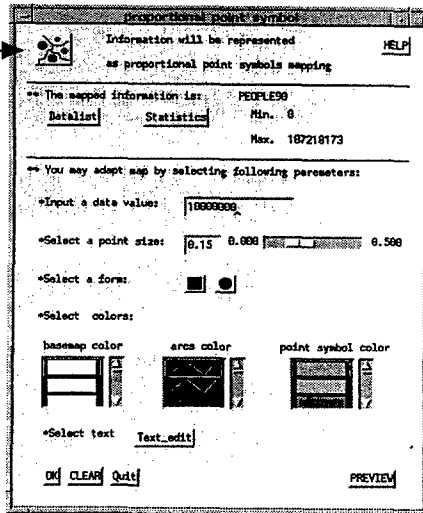 proportional point symbol
Information will be represented
HELP
as proportional point symbols mapping
** The mapped information is: PEOPLE90
Datalist Statistics Min. 0
Max. 107218173
** You may adapt map by selecting following parameters:
*Input a data value: 10000000
*Select a point size: 0.15 0.000 0.500
*Select a form:
*Select colors:
basemap color arcs color point symbol color
*Select text Text_edit
OK CLEAR Quit PREVIEW